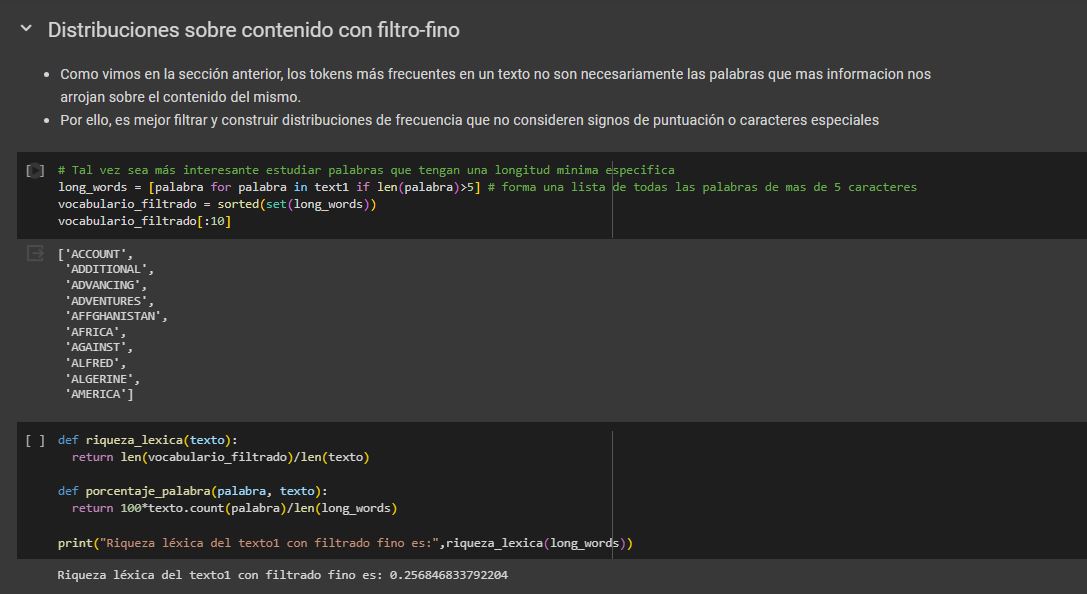 Distribuciones sobre contenido con filtro-fino
• Como vimos en la sección anterior, los tokens más frecuentes en un texto no son necesariamente las palabras que mas informacion nos
arrojan sobre el contenido del mismo.
• Por ello, es mejor filtrar y construir distribuciones de frecuencia que no consideren signos de puntuación o caracteres especiales
[ ] # Tal vez sea más interesante estudiar palabras que tengan una longitud minima especifica
long_words = [palabra for palabra in text1 if len(palabra)>5] # forma una lista de todas las palabras de mas de 5 caracteres
vocabulario_filtrado = sorted(set(long_words))
vocabulario_filtrado[:10]
['ACCOUNT',
 'ADDITIONAL',
 'ADVANCING',
 'ADVENTURES',
 'AFFGHANISTAN',
 'AFRICA',
 'AGAINST',
 'ALFRED',
 'ALGERINE',
 'AMERICA']
[ ] def riqueza_lexica(texto):
  return len(vocabulario_filtrado)/len(texto)
def porcentaje_palabra(palabra, texto):
  return 100*texto.count(palabra)/len(long_words)
print("Riqueza léxica del texto1 con filtrado fino es:",riqueza_lexica(long_words))
Riqueza léxica del texto1 con filtrado fino es: 0.256846833792204